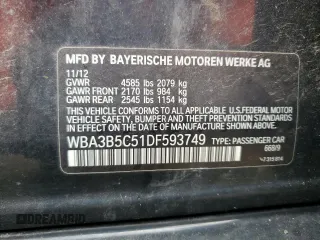 MFD BY BAYERISCHE MOTOREN WERKE AG
11/12
GVWR 4585 lbs 2079 kg
GAWR FRONT 2170 lbs 984 kg
GAWR REAR 2545 lbs 1154 kg
THIS VEHICLE CONFORMS TO ALL APPLICABLE FEDERAL MOTOR
VEHICLE SAFETY, BUMPER, AND THEFT PREVENTION
STANDARDS IN EFFECT ON THE DATE OF MANUFACTURE
SHOWN ABOVE.
WBA3B5C51DF593749 TYPE: PASSENGER CAR
668/9